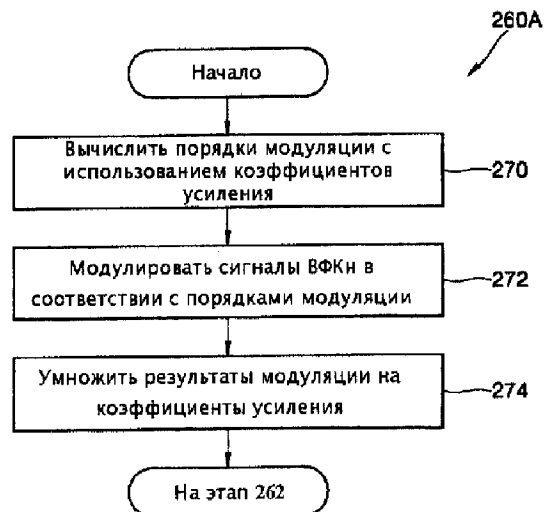 260A
Начало
Вычислить порядки модуляции с
использованием коэффициентов
усиления
270
Модулировать сигналы ВФКн в
соответствии с порядками модуляции
272
Умножить результаты модуляции на
коэффициенты усиления
274
На этап 262